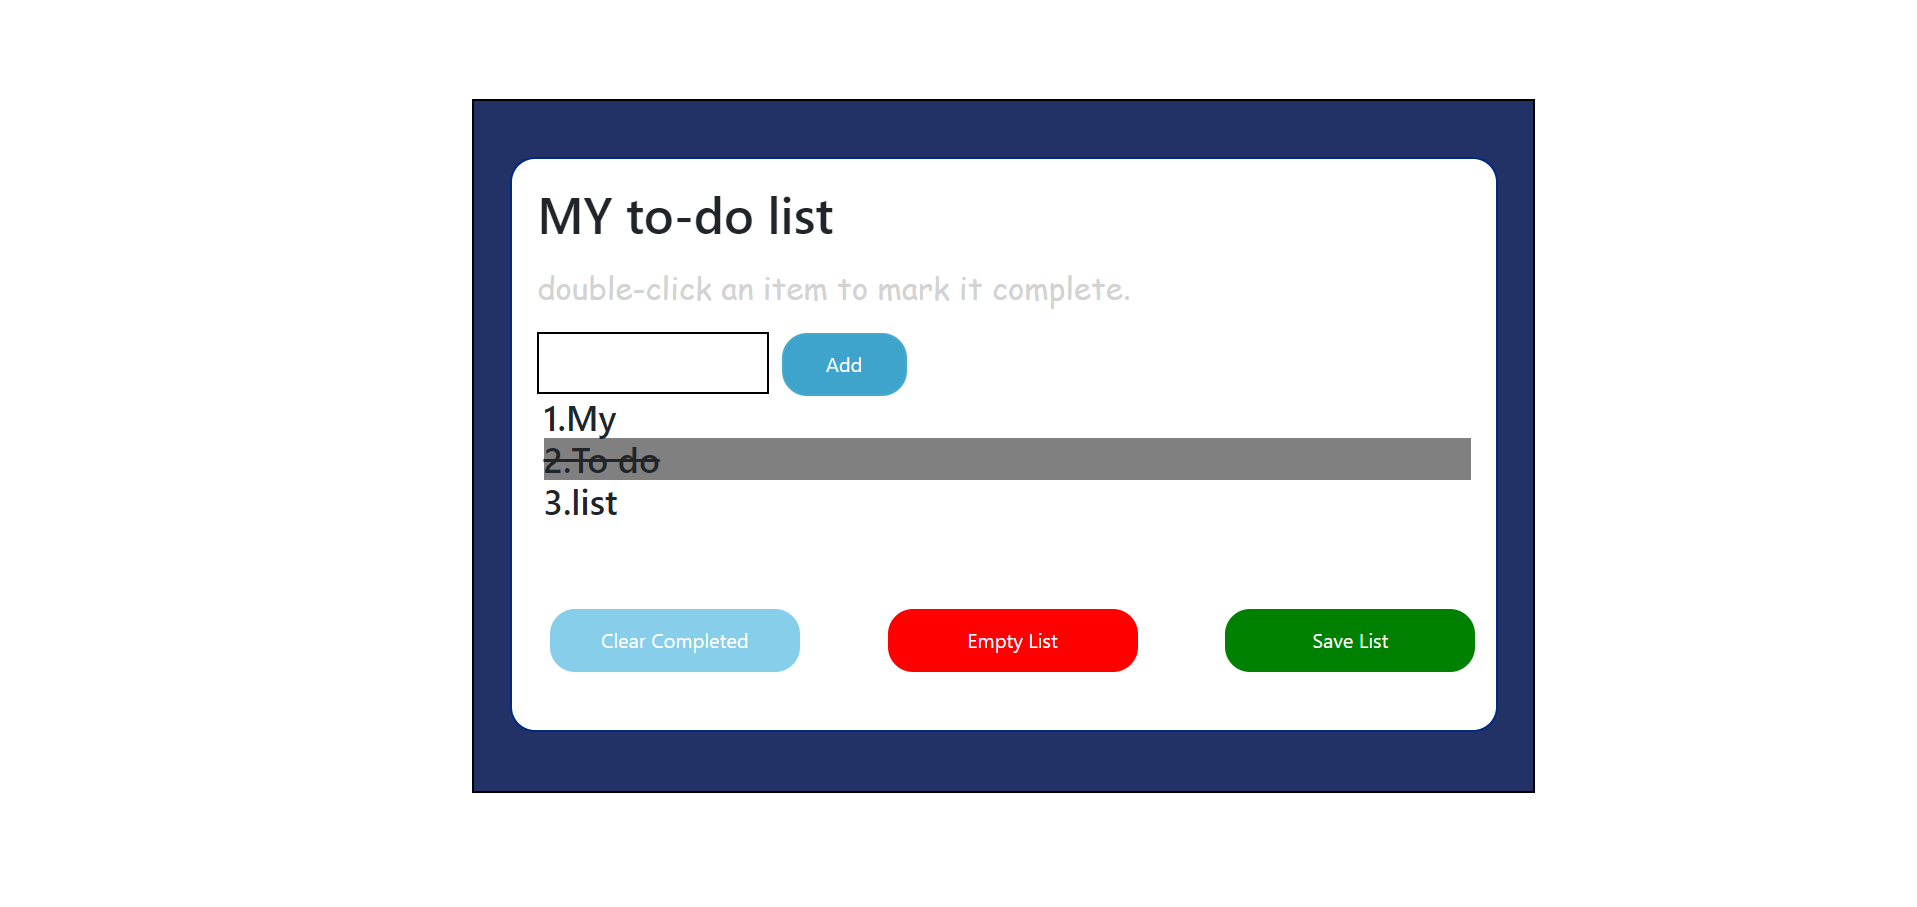 MY to-do list
double-click an item to mark it complete.
Add
1.My
2.To do
3.list
Clear Completed
Empty List
Save List